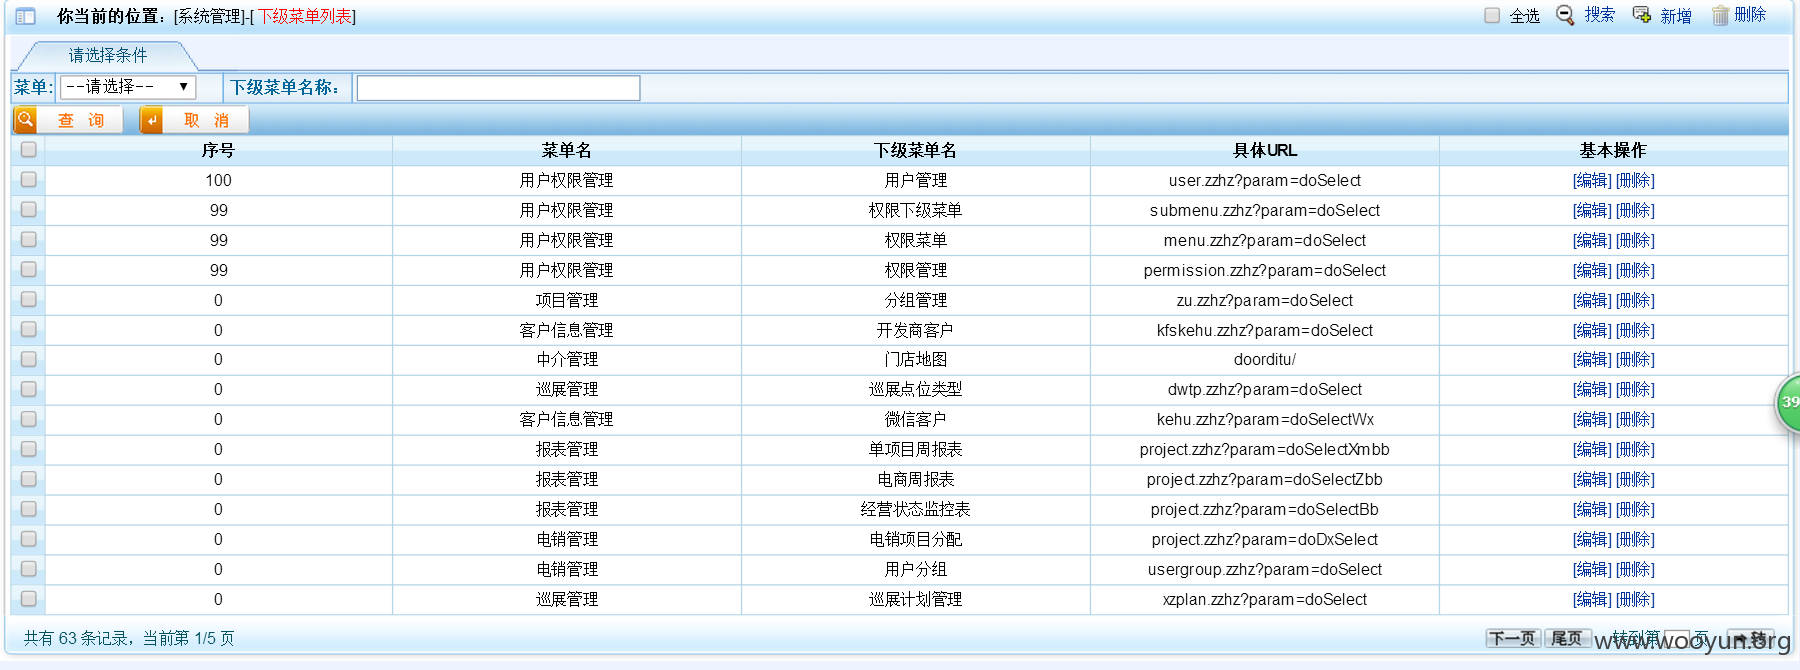 你当前的位置：[系统管理]-[ 下级菜单列表] 全选 搜索 新增 删除
请选择条件
菜单: --请选择-- 下级菜单名称：
查 询 取 消
序号 菜单名 下级菜单名 具体URL 基本操作
100 用户权限管理 用户管理 user.zzhz?param=doSelect [编辑] [删除]
99 用户权限管理 权限下级菜单 submenu.zzhz?param=doSelect [编辑] [删除]
99 用户权限管理 权限菜单 menu.zzhz?param=doSelect [编辑] [删除]
99 用户权限管理 权限管理 permission.zzhz?param=doSelect [编辑] [删除]
0 项目管理 分组管理 zu.zzhz?param=doSelect [编辑] [删除]
0 客户信息管理 开发商客户 kfskehu.zzhz?param=doSelect [编辑] [删除]
0 中介管理 门店地图 doorditu/ [编辑] [删除]
0 巡展管理 巡展点位类型 dwtp.zzhz?param=doSelect [编辑] [删除]
0 客户信息管理 微信客户 kehu.zzhz?param=doSelectWx [编辑] [删除]
0 报表管理 单项目周报表 project.zzhz?param=doSelectXmbb [编辑] [删除]
0 报表管理 电商周报表 project.zzhz?param=doSelectZbb [编辑] [删除]
0 报表管理 经营状态监控表 project.zzhz?param=doSelectBb [编辑] [删除]
0 电销管理 电销项目分配 project.zzhz?param=doDxSelect [编辑] [删除]
0 电销管理 用户分组 usergroup.zzhz?param=doSelect [编辑] [删除]
0 巡展管理 巡展计划管理 xzplan.zzhz?param=doSelect [编辑] [删除]
39
共有 63 条记录，当前第 1/5 页 下一页 尾页 转到第 页 转
www.wooyun.org